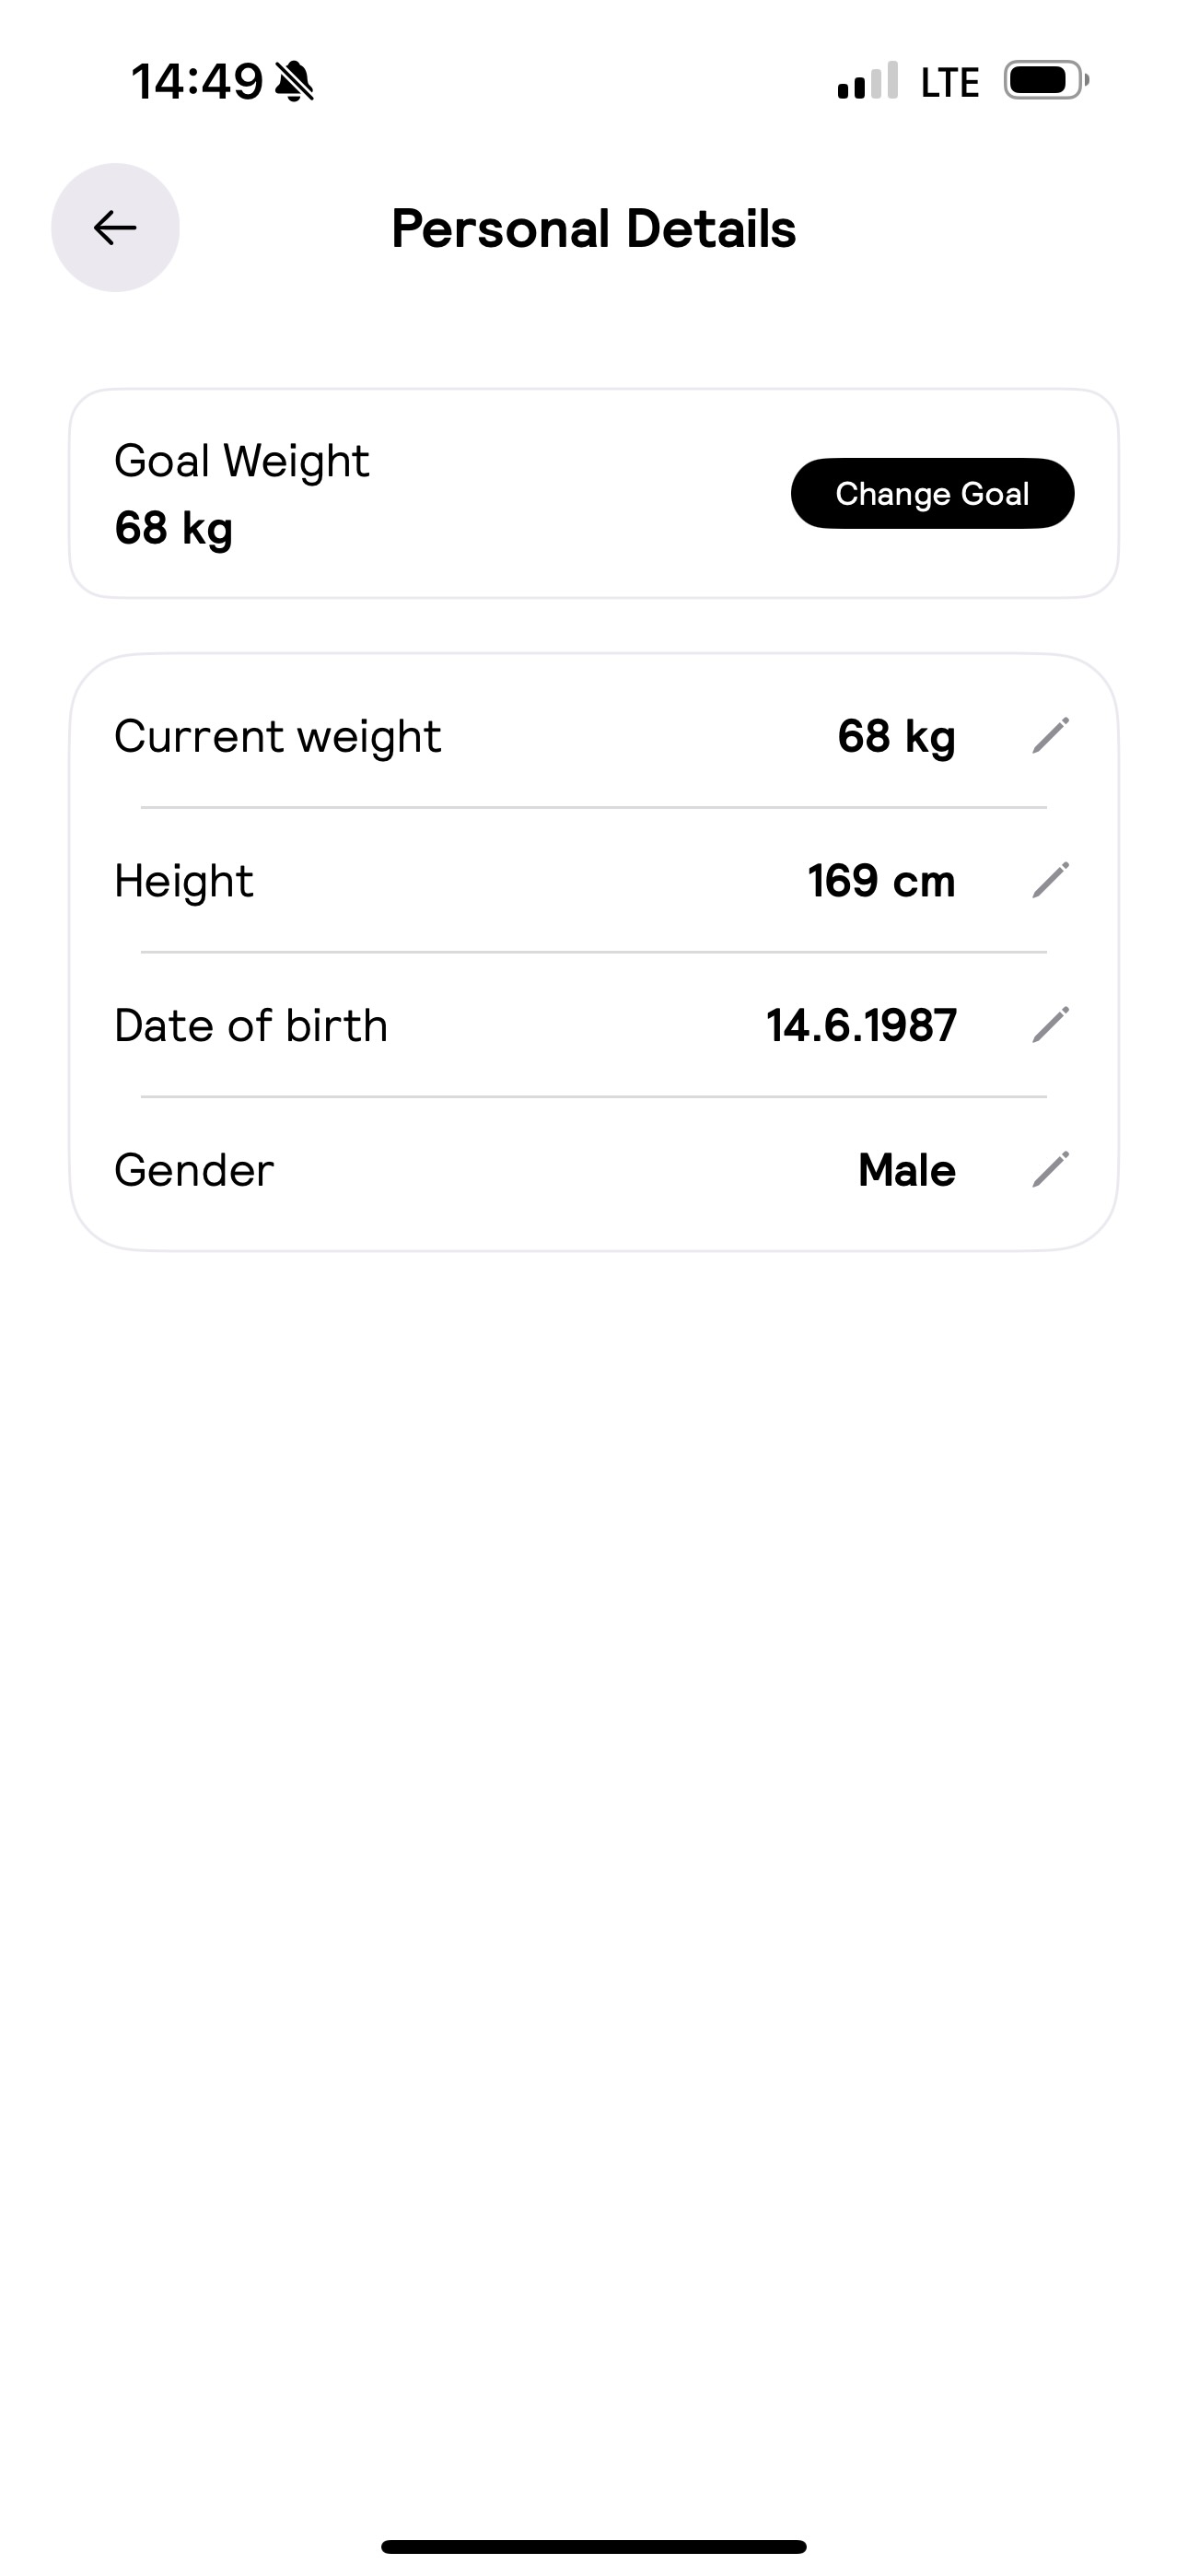 14:49
LTE
Personal Details
Goal Weight
68 kg
Change Goal
Current weight
68 kg
Height
169 cm
Date of birth
14.6.1987
Gender
Male